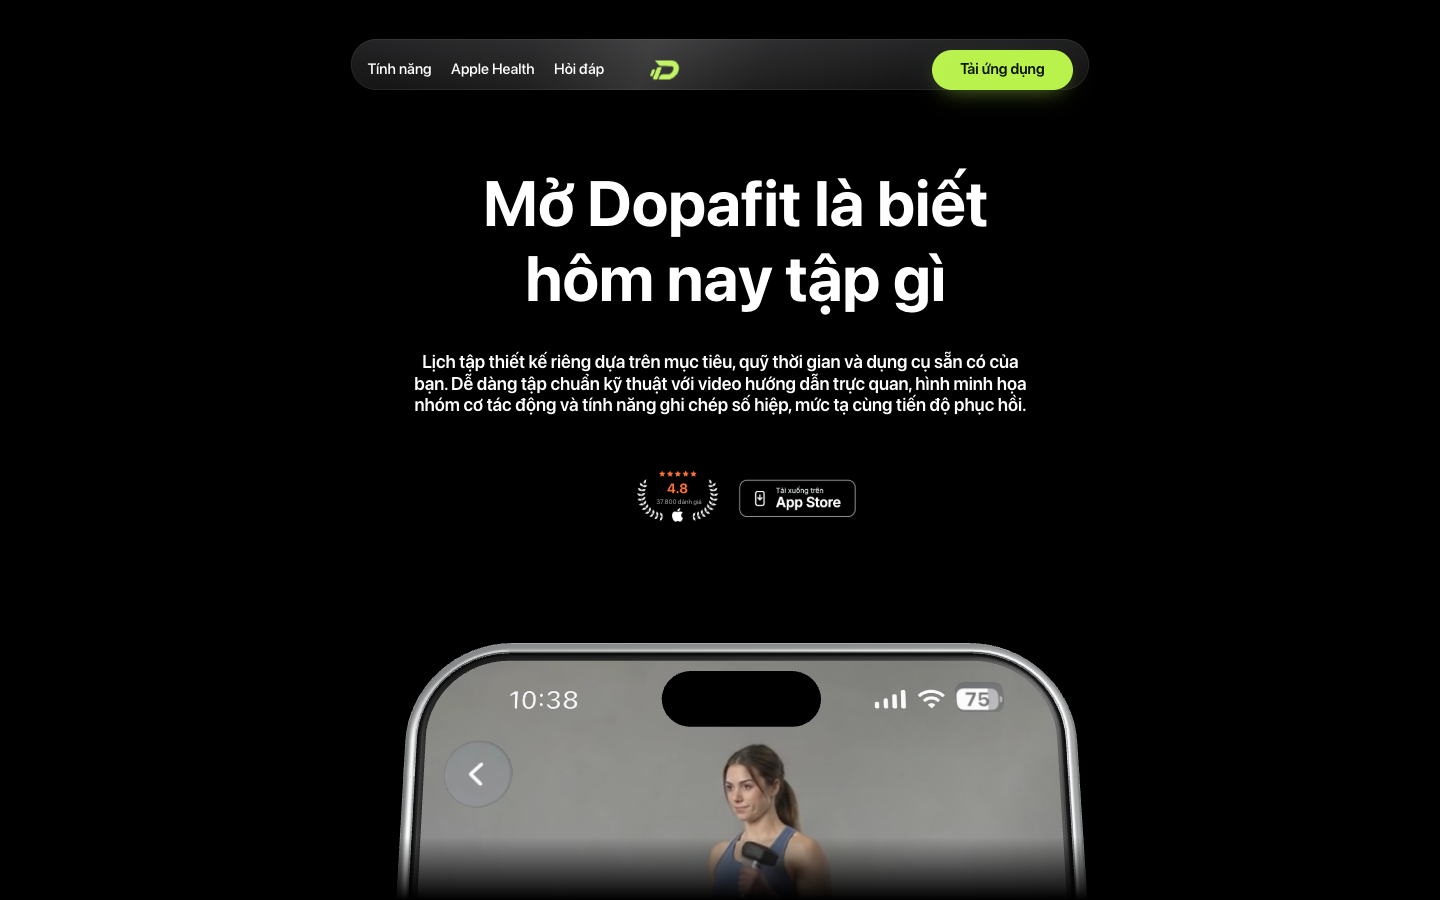 Tính năng
Apple Health
Hỏi đáp
Tải ứng dụng
Mở Dopafit là biết
hôm nay tập gì
Lịch tập thiết kế riêng dựa trên mục tiêu, quỹ thời gian và dụng cụ sẵn có của
bạn. Dễ dàng tập chuẩn kỹ thuật với video hướng dẫn trực quan, hình minh họa
nhóm cơ tác động và tính năng ghi chép số hiệp, mức tạ cùng tiến độ phục hồi.
4.8
37 800 đánh giá
Tải xuống trên
App Store
10:38
75